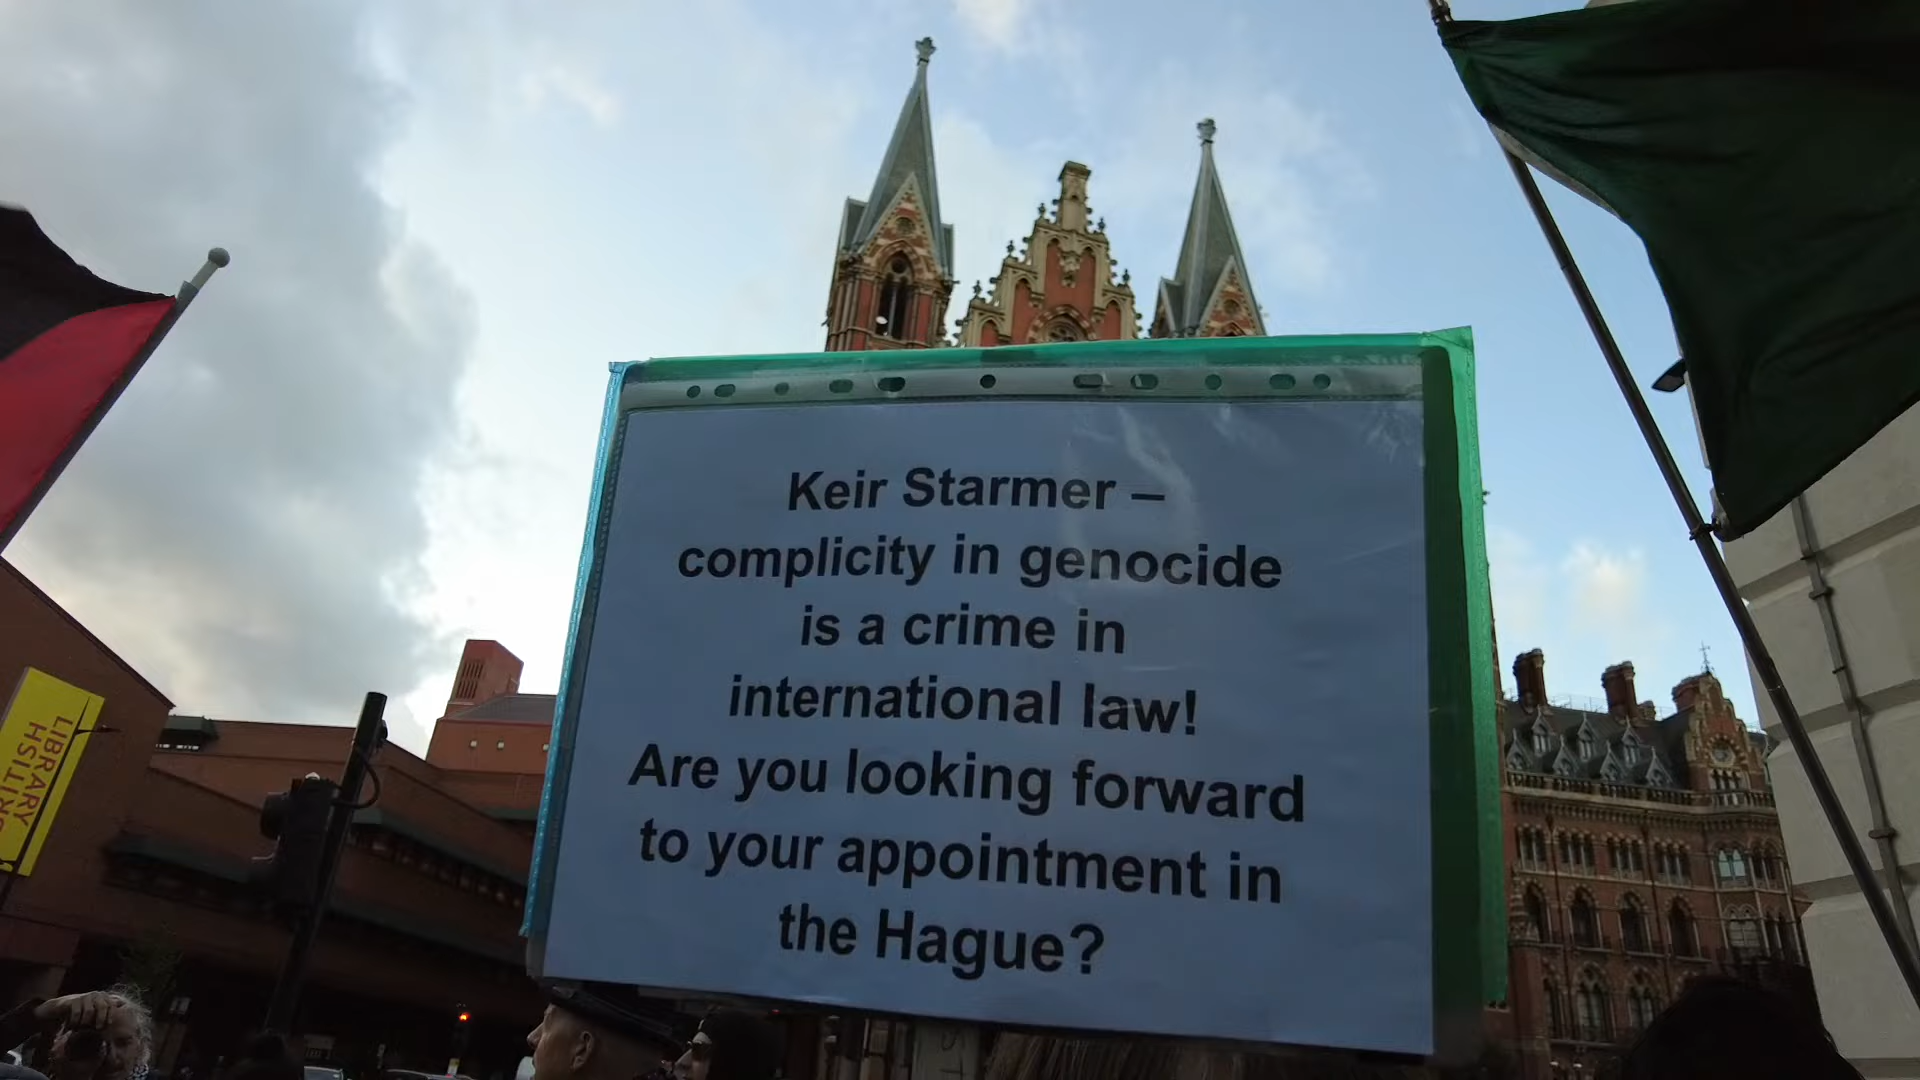 Keir Starmer –
complicity in genocide
is a crime in
international law!
Are you looking forward
to your appointment in
the Hague?
LIBRARY